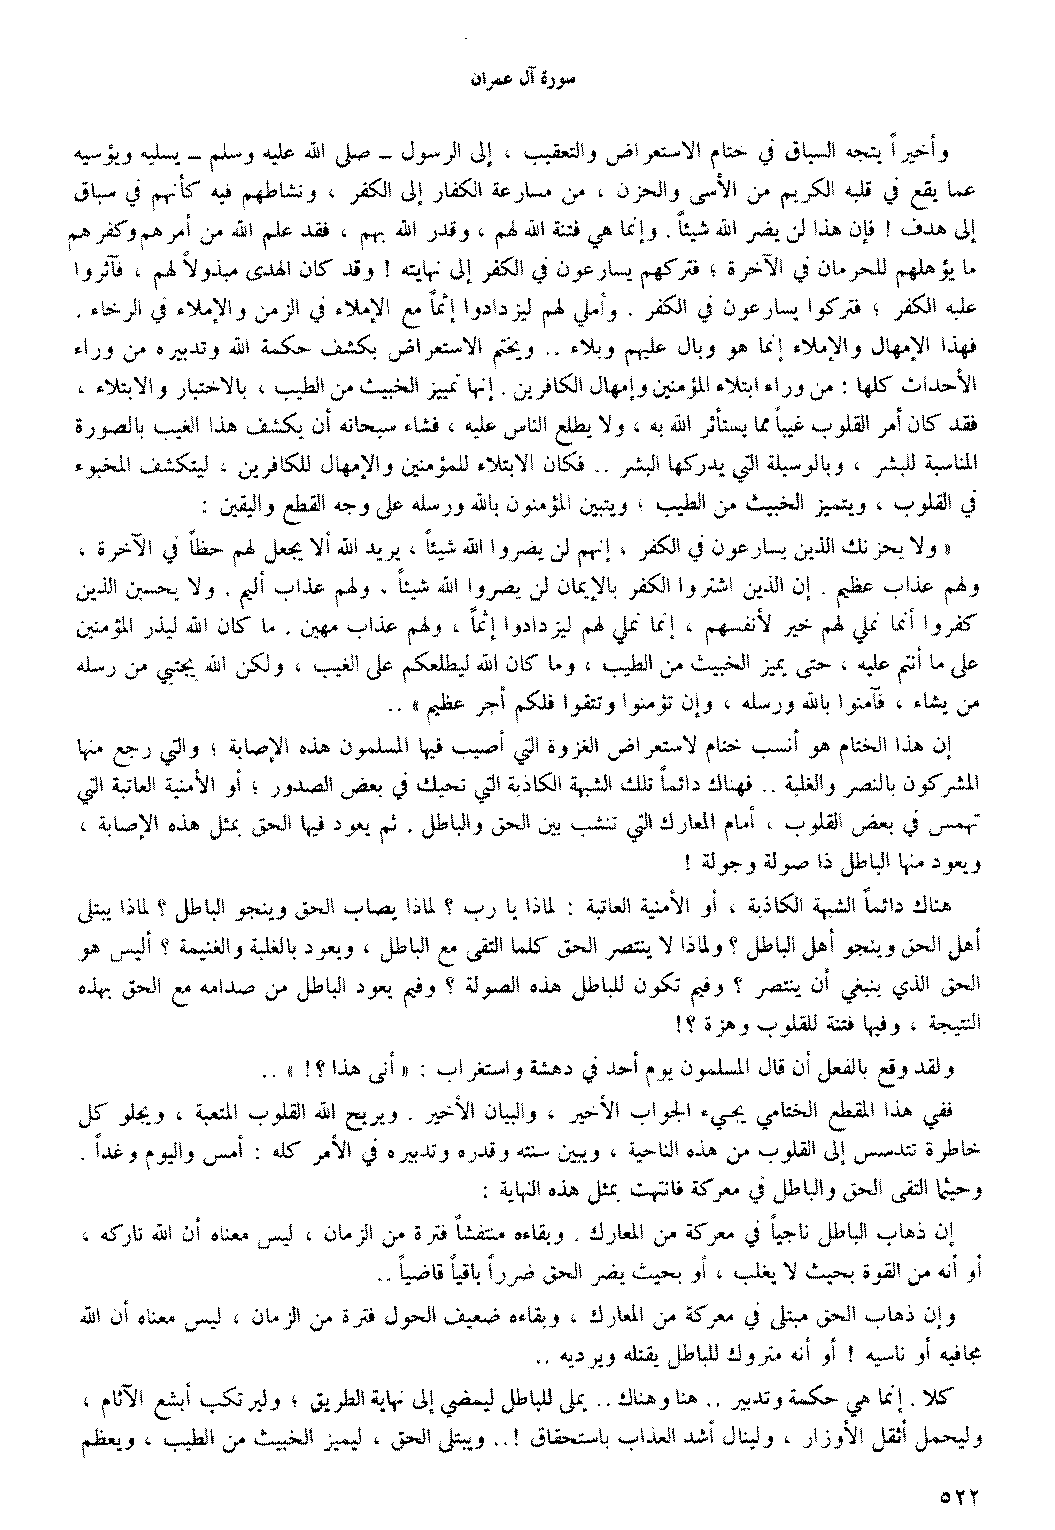 سورة آل عمران
وأخيراً يتجه السياق في ختام الاستعراض والتعقيب ، إلى الرسول ــ صلى الله عليه وسلم ــ يسليه ويؤسيه
عما يقع في قلبه الكريم من الأسى والحزن ، من مسارعة الكفار إلى الكفر ، ونشاطهم فيه كأنهم في سباق
إلى هدف ! فإن هذا لن يضر الله شيئاً . وإنما هي فتنة الله لهم ، وقدر الله بهم ، فقد علم الله من أمرهم وكفرهم
ما يؤهلهم للحرمان في الآخرة ؛ فتركهم يسارعون في الكفر إلى نهايته ! وقد كان الهدى مبذولاً لهم ، فآثروا
عليه الكفر ؛ فتركوا يسارعون في الكفر . وأملي لهم ليزدادوا إثماً مع الإملاء في الزمن والإملاء في الرخاء .
فهذا الإمهال والإملاء إنما هو وبال عليهم وبلاء .. ويختم الاستعراض بكشف حكمة الله وتدبيره من وراء
الأحداث كلها : من وراء ابتلاء المؤمنين وإمهال الكافرين . إنها تمييز الخبيث من الطيب ، بالاختبار والابتلاء ،
فقد كان أمر القلوب غيباً مما يستأثر الله به ، ولا يطلع الناس عليه ، فشاء سبحانه أن يكشف هذا الغيب بالصورة
المناسبة للبشر ، وبالوسيلة التي يدركها البشر .. فكان الابتلاء للمؤمنين والإمهال للكافرين ، ليتكشف المخبوء
في القلوب ، ويتميز الخبيث من الطيب ؛ ويتبين المؤمنون بالله ورسله على وجه القطع واليقين :
« ولا يحزنك الذين يسارعون في الكفر ، إنهم لن يضروا الله شيئاً ، يريد الله ألا يجعل لهم حظاً في الآخرة ،
ولهم عذاب عظيم . إن الذين اشتروا الكفر بالإيمان لن يضروا الله شيئاً ، ولهم عذاب أليم . ولا يحسبن الذين
كفروا أنما نملي لهم خير لأنفسهم ، إنما نملي لهم ليزدادوا إثماً ، ولهم عذاب مهين . ما كان الله ليذر المؤمنين
على ما أنتم عليه ، حتى يميز الخبيث من الطيب ، وما كان الله ليطلعكم على الغيب ، ولكن الله يجتبي من رسله
من يشاء ، فآمنوا بالله ورسله ، وإن تؤمنوا وتتقوا فلكم أجر عظيم » ..
إن هذا الختام هو أنسب ختام لاستعراض الغزوة التي أصيب فيها المسلمون هذه الإصابة ؛ والتي رجع منها
المشركون بالنصر والغلبة .. فهناك دائماً تلك الشبهة الكاذبة التي تحيك في بعض الصدور ؛ أو الأمنية العاتبة التي
تهمس في بعض القلوب ، أمام المعارك التي تنشب بين الحق والباطل . ثم يعود فيها الحق بمثل هذه الإصابة ،
ويعود منها الباطل ذا صولة وجولة !
هناك دائماً الشبهة الكاذبة ، أو الأمنية العاتبة : لماذا يا رب ؟ لماذا يصاب الحق وينجو الباطل ؟ لماذا يبتلى
أهل الحق وينجو أهل الباطل ؟ ولماذا لا ينتصر الحق كلما التقى مع الباطل ، ويعود بالغلبة والغنيمة ؟ أليس هو
الحق الذي ينبغي أن ينتصر ؟ وفيم تكون للباطل هذه الصولة ؟ وفيم يعود الباطل من صدامه مع الحق بهذه
النتيجة ، وفيها فتنة للقلوب وهزة ؟!
ولقد وقع بالفعل أن قال المسلمون يوم أحد في دهشة واستغراب : « أنى هذا ؟! » ..
ففي هذا المقطع الختامي يجيء الجواب الأخير ، والبيان الأخير . ويريح الله القلوب المتعبة ، ويجلو كل
خاطرة تتدسس إلى القلوب من هذه الناحية ، ويبين سنته وقدره وتدبيره في الأمر كله : أمس واليوم وغداً .
وحيثما التقى الحق والباطل في معركة فانتهت بمثل هذه النهاية :
إن ذهاب الباطل ناجياً في معركة من المعارك . وبقاءه منتفشاً فترة من الزمان ، ليس معناه أن الله تاركه ،
أو أنه من القوة بحيث لا يغلب ، أو بحيث يضر الحق ضرراً باقياً قاضياً ..
وإن ذهاب الحق مبتلى في معركة من المعارك ، وبقاءه ضعيف الحول فترة من الزمان ، ليس معناه أن الله
مجافيه أو ناسيه ! أو أنه متروك للباطل يقتله ويرديه ..
كلا . إنما هي حكمة وتدبير .. هنا وهناك .. يملى للباطل ليمضي إلى نهاية الطريق ؛ وليرتكب أبشع الآثام ،
وليحمل أثقل الأوزار ، ولينال أشد العذاب باستحقاق !.. ويبتلى الحق ، ليميز الخبيث من الطيب ، ويعظم
٥٢٢